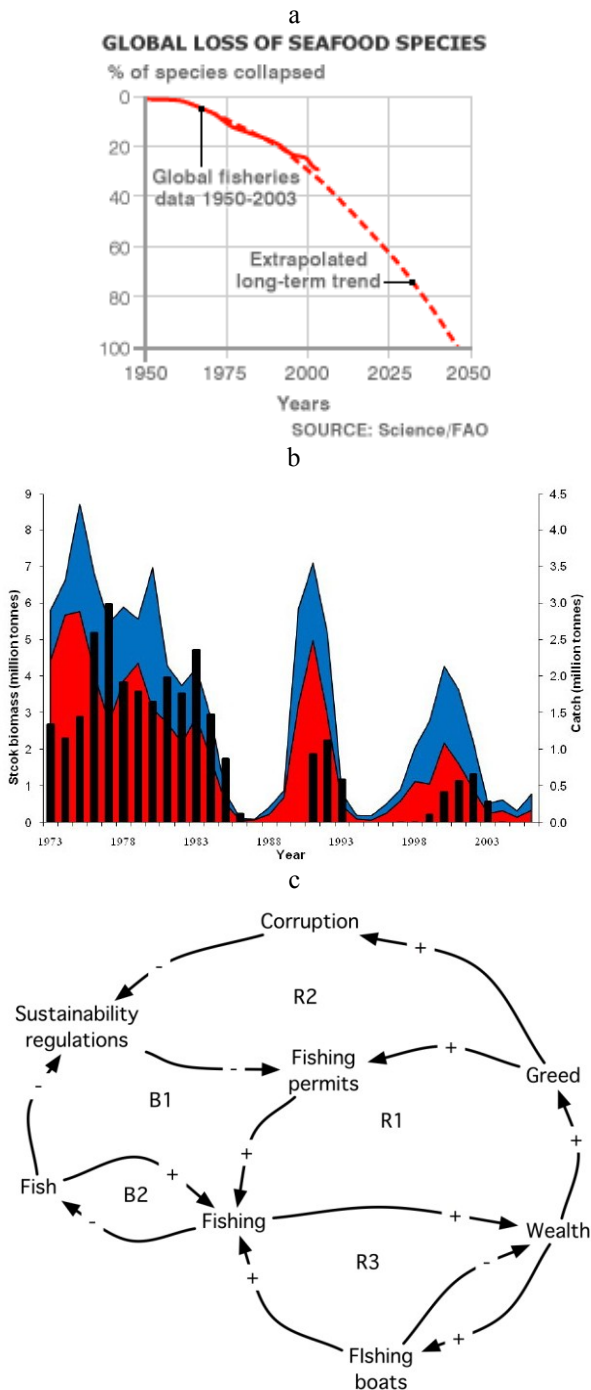 a
GLOBAL LOSS OF SEAFOOD SPECIES
% of species collapsed
0
20
40
60
80
100
Global fisheries
data 1950-2003
Extrapolated
long-term trend
1950 1975 2000 2025 2050
Years
SOURCE: Science/FAO
b
9
8
7
6
5
4
3
2
1
0
Stcok biomass (million tonnes)
4.5
4.0
3.5
3.0
2.5
2.0
1.5
1.0
0.5
0.0
Catch (million tonnes)
1973 1978 1983 1988 1993 1998 2003
Year
c
Corruption
- +
R2
Sustainability
regulations
Fishing
permits
- +
Greed
- B1 R1
+ +
Fish + B2
- Fishing + Wealth
R3 -
+ +
FIshing
boats